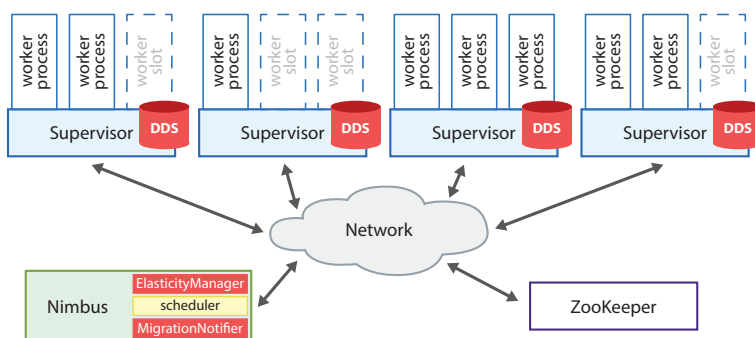 worker process
worker process
worker slot
worker process
worker slot
worker slot
worker process
worker process
worker process
worker process
worker process
worker slot
Supervisor
DDS
Supervisor
DDS
Supervisor
DDS
Supervisor
DDS
Network
Nimbus
ElasticityManager
scheduler
MigrationNotifier
ZooKeeper